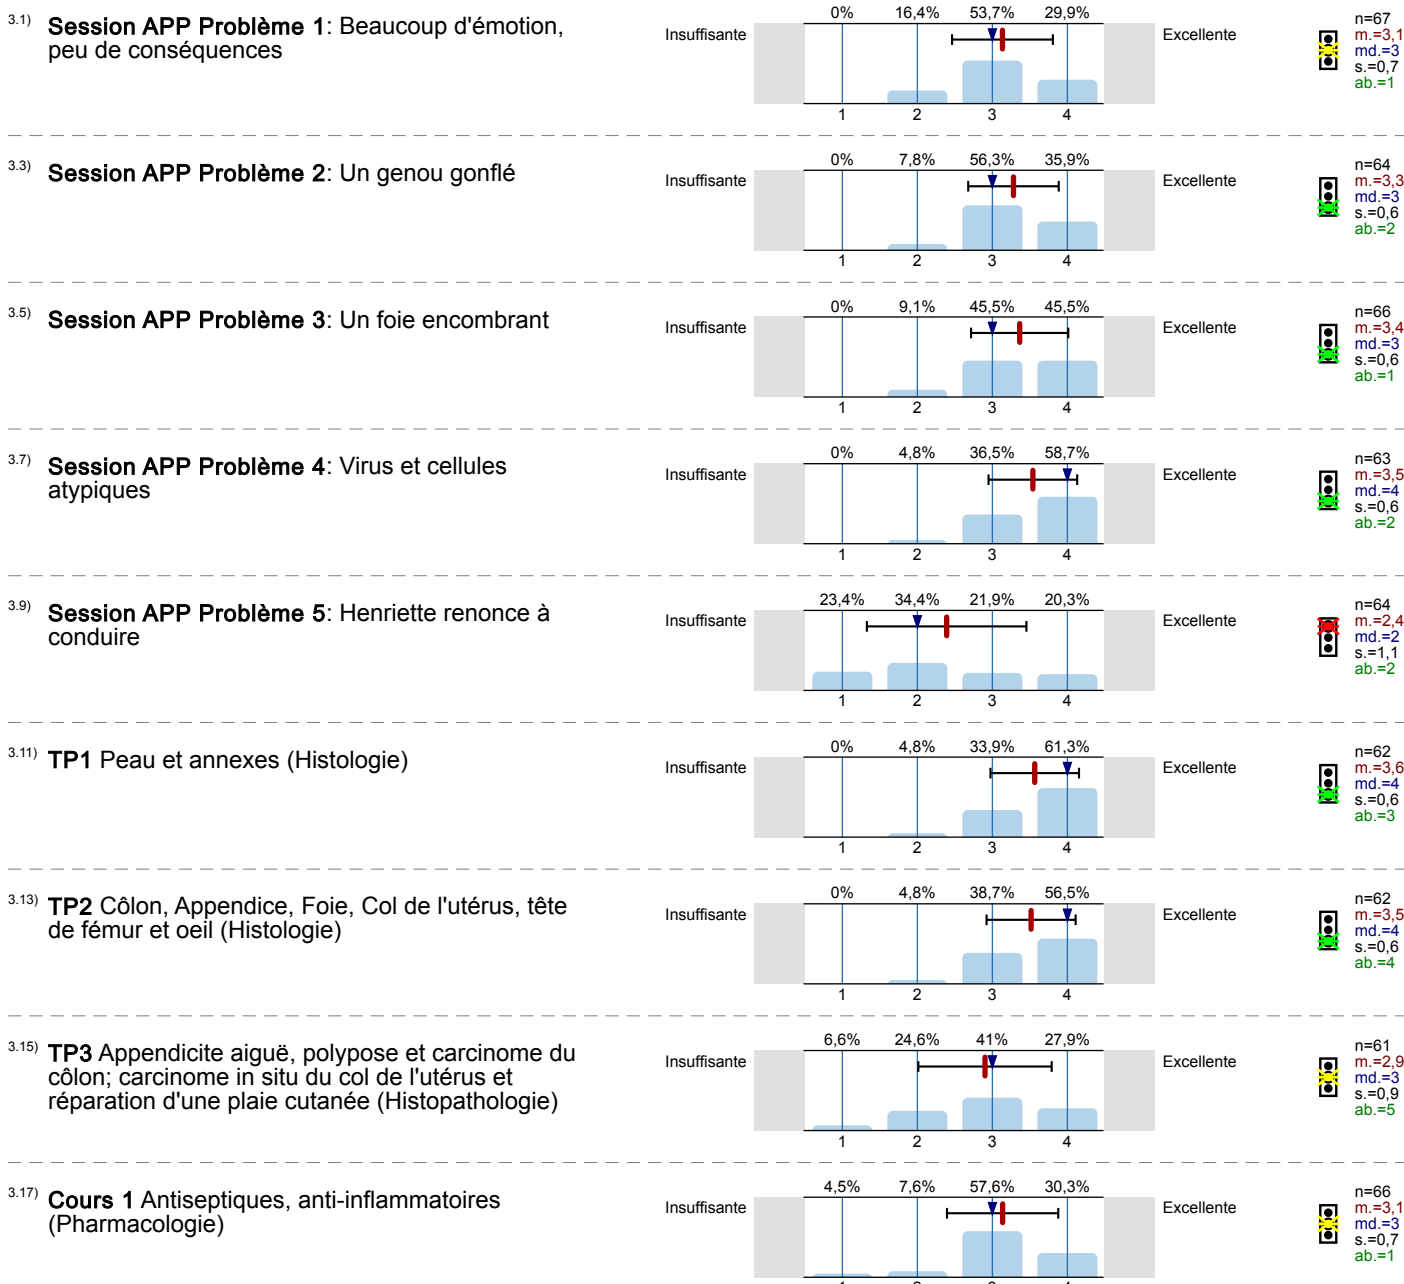 3.1) Session APP Problème 1: Beaucoup d'émotion,
peu de conséquences
Insuffisante
0% 16,4% 53,7% 29,9%
1 2 3 4
Excellente
n=67
m.=3,1
md.=3
s.=0,7
ab.=1
3.3) Session APP Problème 2: Un genou gonflé
Insuffisante
0% 7,8% 56,3% 35,9%
1 2 3 4
Excellente
n=64
m.=3,3
md.=3
s.=0,6
ab.=2
3.5) Session APP Problème 3: Un foie encombrant
Insuffisante
0% 9,1% 45,5% 45,5%
1 2 3 4
Excellente
n=66
m.=3,4
md.=3
s.=0,6
ab.=1
3.7) Session APP Problème 4: Virus et cellules
atypiques
Insuffisante
0% 4,8% 36,5% 58,7%
1 2 3 4
Excellente
n=63
m.=3,5
md.=4
s.=0,6
ab.=2
3.9) Session APP Problème 5: Henriette renonce à
conduire
Insuffisante
23,4% 34,4% 21,9% 20,3%
1 2 3 4
Excellente
n=64
m.=2,4
md.=2
s.=1,1
ab.=2
3.11) TP1 Peau et annexes (Histologie)
Insuffisante
0% 4,8% 33,9% 61,3%
1 2 3 4
Excellente
n=62
m.=3,6
md.=4
s.=0,6
ab.=3
3.13) TP2 Côlon, Appendice, Foie, Col de l'utérus, tête
de fémur et oeil (Histologie)
Insuffisante
0% 4,8% 38,7% 56,5%
1 2 3 4
Excellente
n=62
m.=3,5
md.=4
s.=0,6
ab.=4
3.15) TP3 Appendicite aiguë, polypose et carcinome du
côlon; carcinome in situ du col de l'utérus et
réparation d'une plaie cutanée (Histopathologie)
Insuffisante
6,6% 24,6% 41% 27,9%
1 2 3 4
Excellente
n=61
m.=2,9
md.=3
s.=0,9
ab.=5
3.17) Cours 1 Antiseptiques, anti-inflammatoires
(Pharmacologie)
Insuffisante
4,5% 7,6% 57,6% 30,3%
Excellente
n=66
m.=3,1
md.=3
s.=0,7
ab.=1